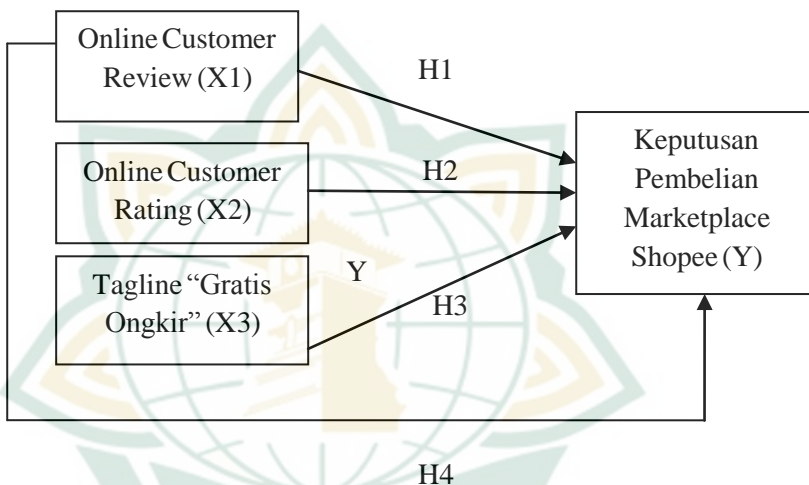 Online Customer
Review (X1)
H1
Keputusan
Pembelian
Marketplace
Shopee (Y)
Online Customer
Rating (X2)
H2
Tagline “Gratis
Ongkir” (X3)
Y
H3
H4